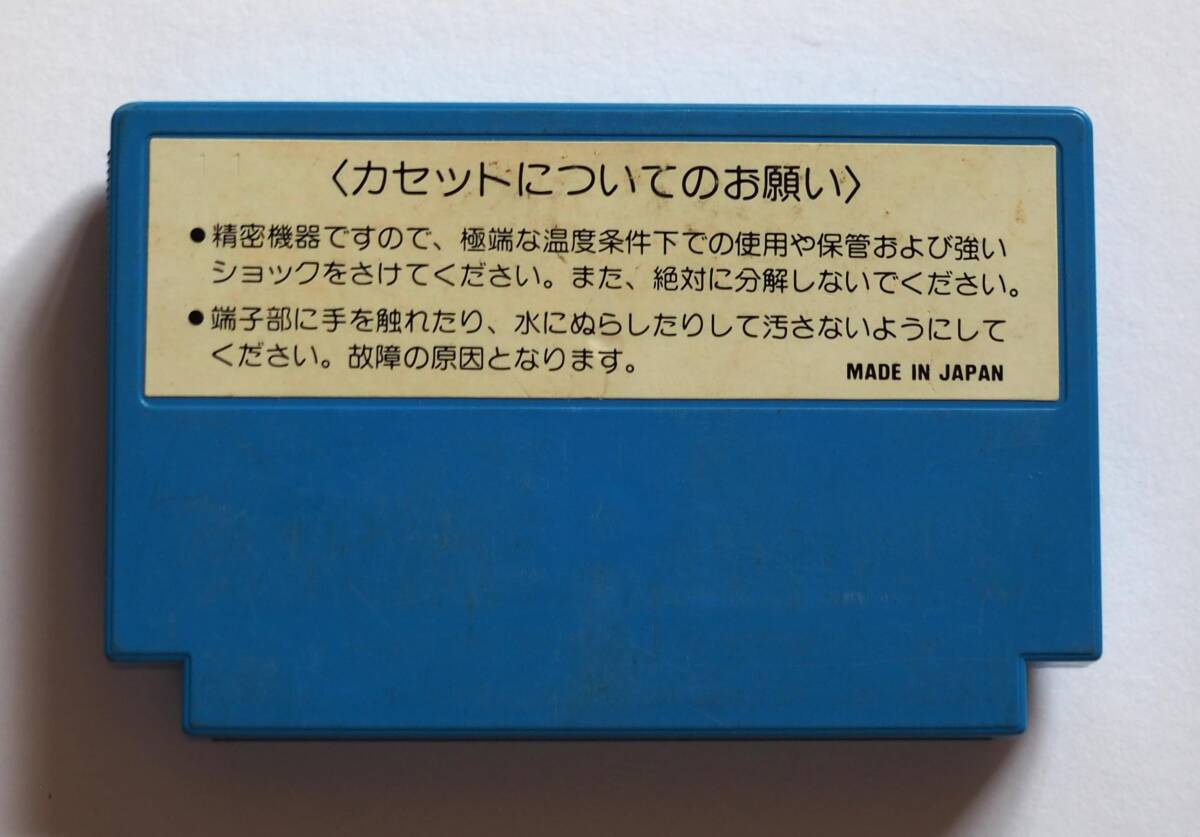 〈カセットについてのお願い〉
●精密機器ですので、極端な温度条件下での使用や保管および強い
ショックをさけてください。また、絶対に分解しないでください。
●端子部に手を触れたり、水にぬらしたりして汚さないようにして
ください。故障の原因となります。
MADE IN JAPAN